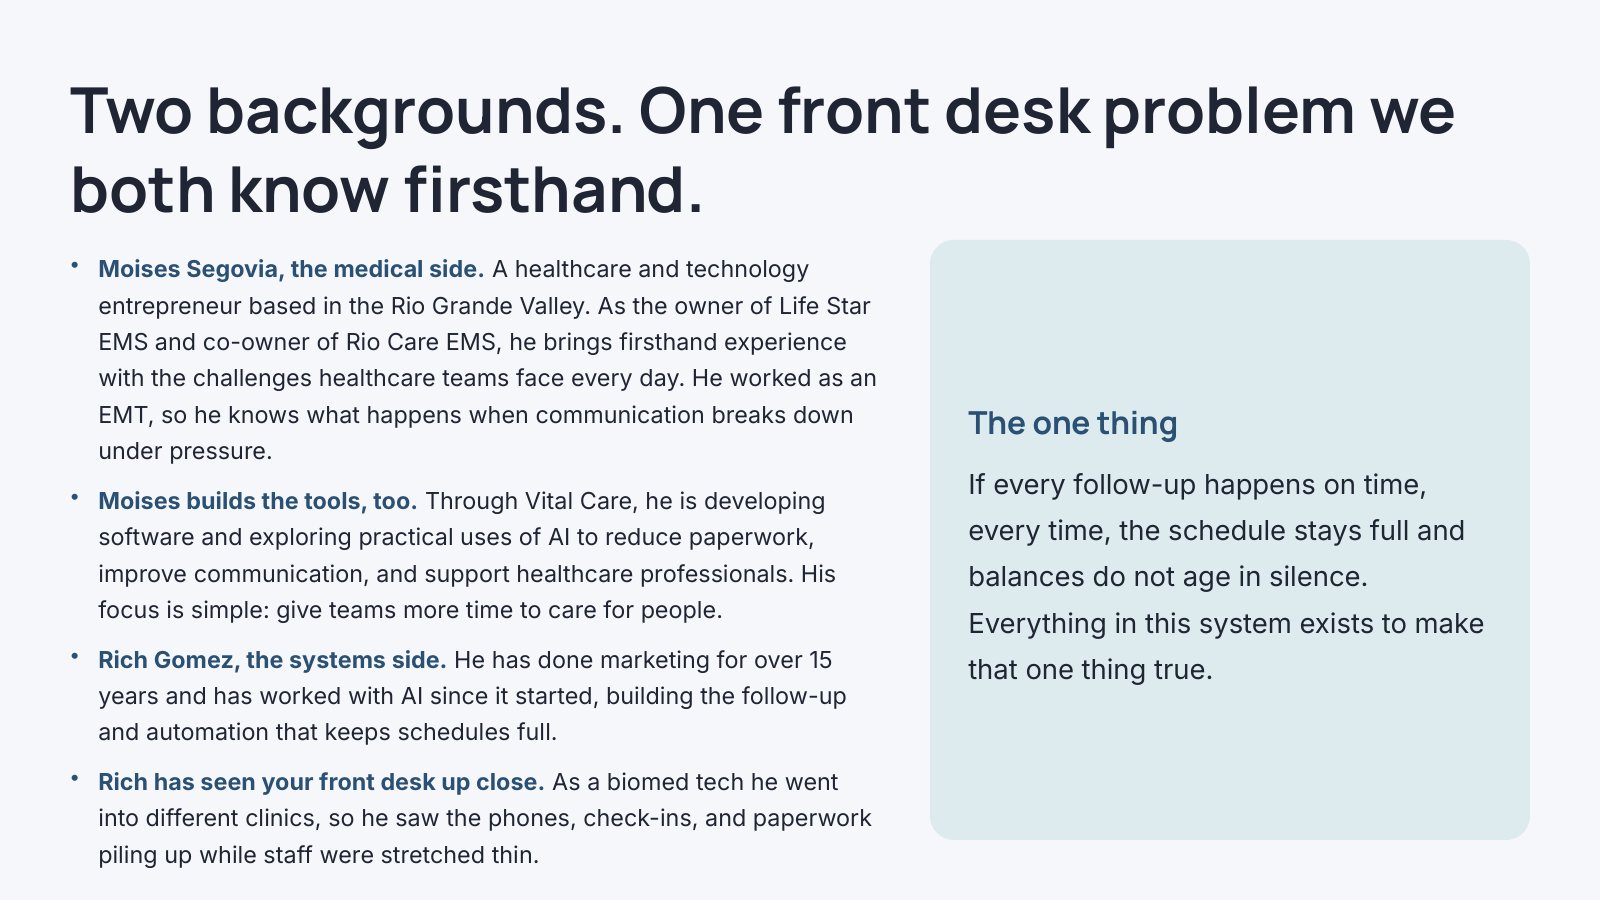 Two backgrounds. One front desk problem we
both know firsthand.
• Moises Segovia, the medical side. A healthcare and technology
entrepreneur based in the Rio Grande Valley. As the owner of Life Star
EMS and co-owner of Rio Care EMS, he brings firsthand experience
with the challenges healthcare teams face every day. He worked as an
EMT, so he knows what happens when communication breaks down
under pressure.
• Moises builds the tools, too. Through Vital Care, he is developing
software and exploring practical uses of AI to reduce paperwork,
improve communication, and support healthcare professionals. His
focus is simple: give teams more time to care for people.
• Rich Gomez, the systems side. He has done marketing for over 15
years and has worked with AI since it started, building the follow-up
and automation that keeps schedules full.
• Rich has seen your front desk up close. As a biomed tech he went
into different clinics, so he saw the phones, check-ins, and paperwork
piling up while staff were stretched thin.
The one thing
If every follow-up happens on time,
every time, the schedule stays full and
balances do not age in silence.
Everything in this system exists to make
that one thing true.